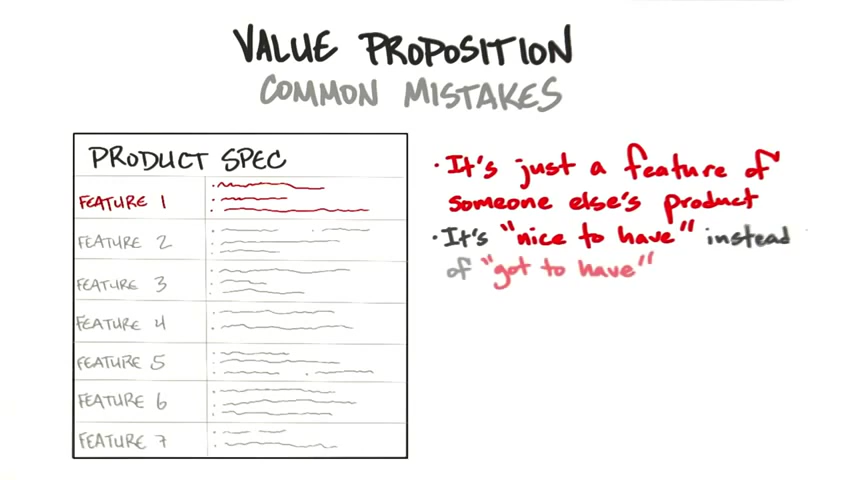 VALUE PROPOSITION
COMMON MISTAKES
PRODUCT SPEC
FEATURE 1
FEATURE 2
FEATURE 3
FEATURE 4
FEATURE 5
FEATURE 6
FEATURE 7
· It's just a feature of
someone else's product
· It's "nice to have" instead
of "got to have"